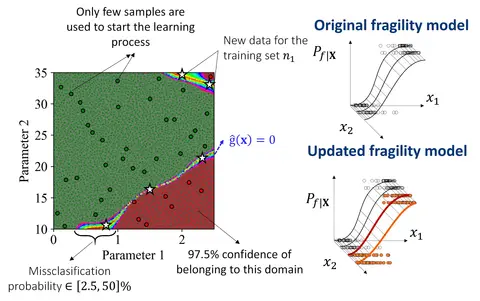 Only few samples are
used to start the learning
process
New data for the
training set n₁
Original fragility model
P_f|X
x₁
x₂
Updated fragility model
P_f|X
x₁
x₂
35
30
25
20
15
10
Parameter 2
0
1
2
Parameter 1
ĝ(x) = 0
Missclasification
probability ∈ [2.5, 50]%
97.5% confidence of
belonging to this domain